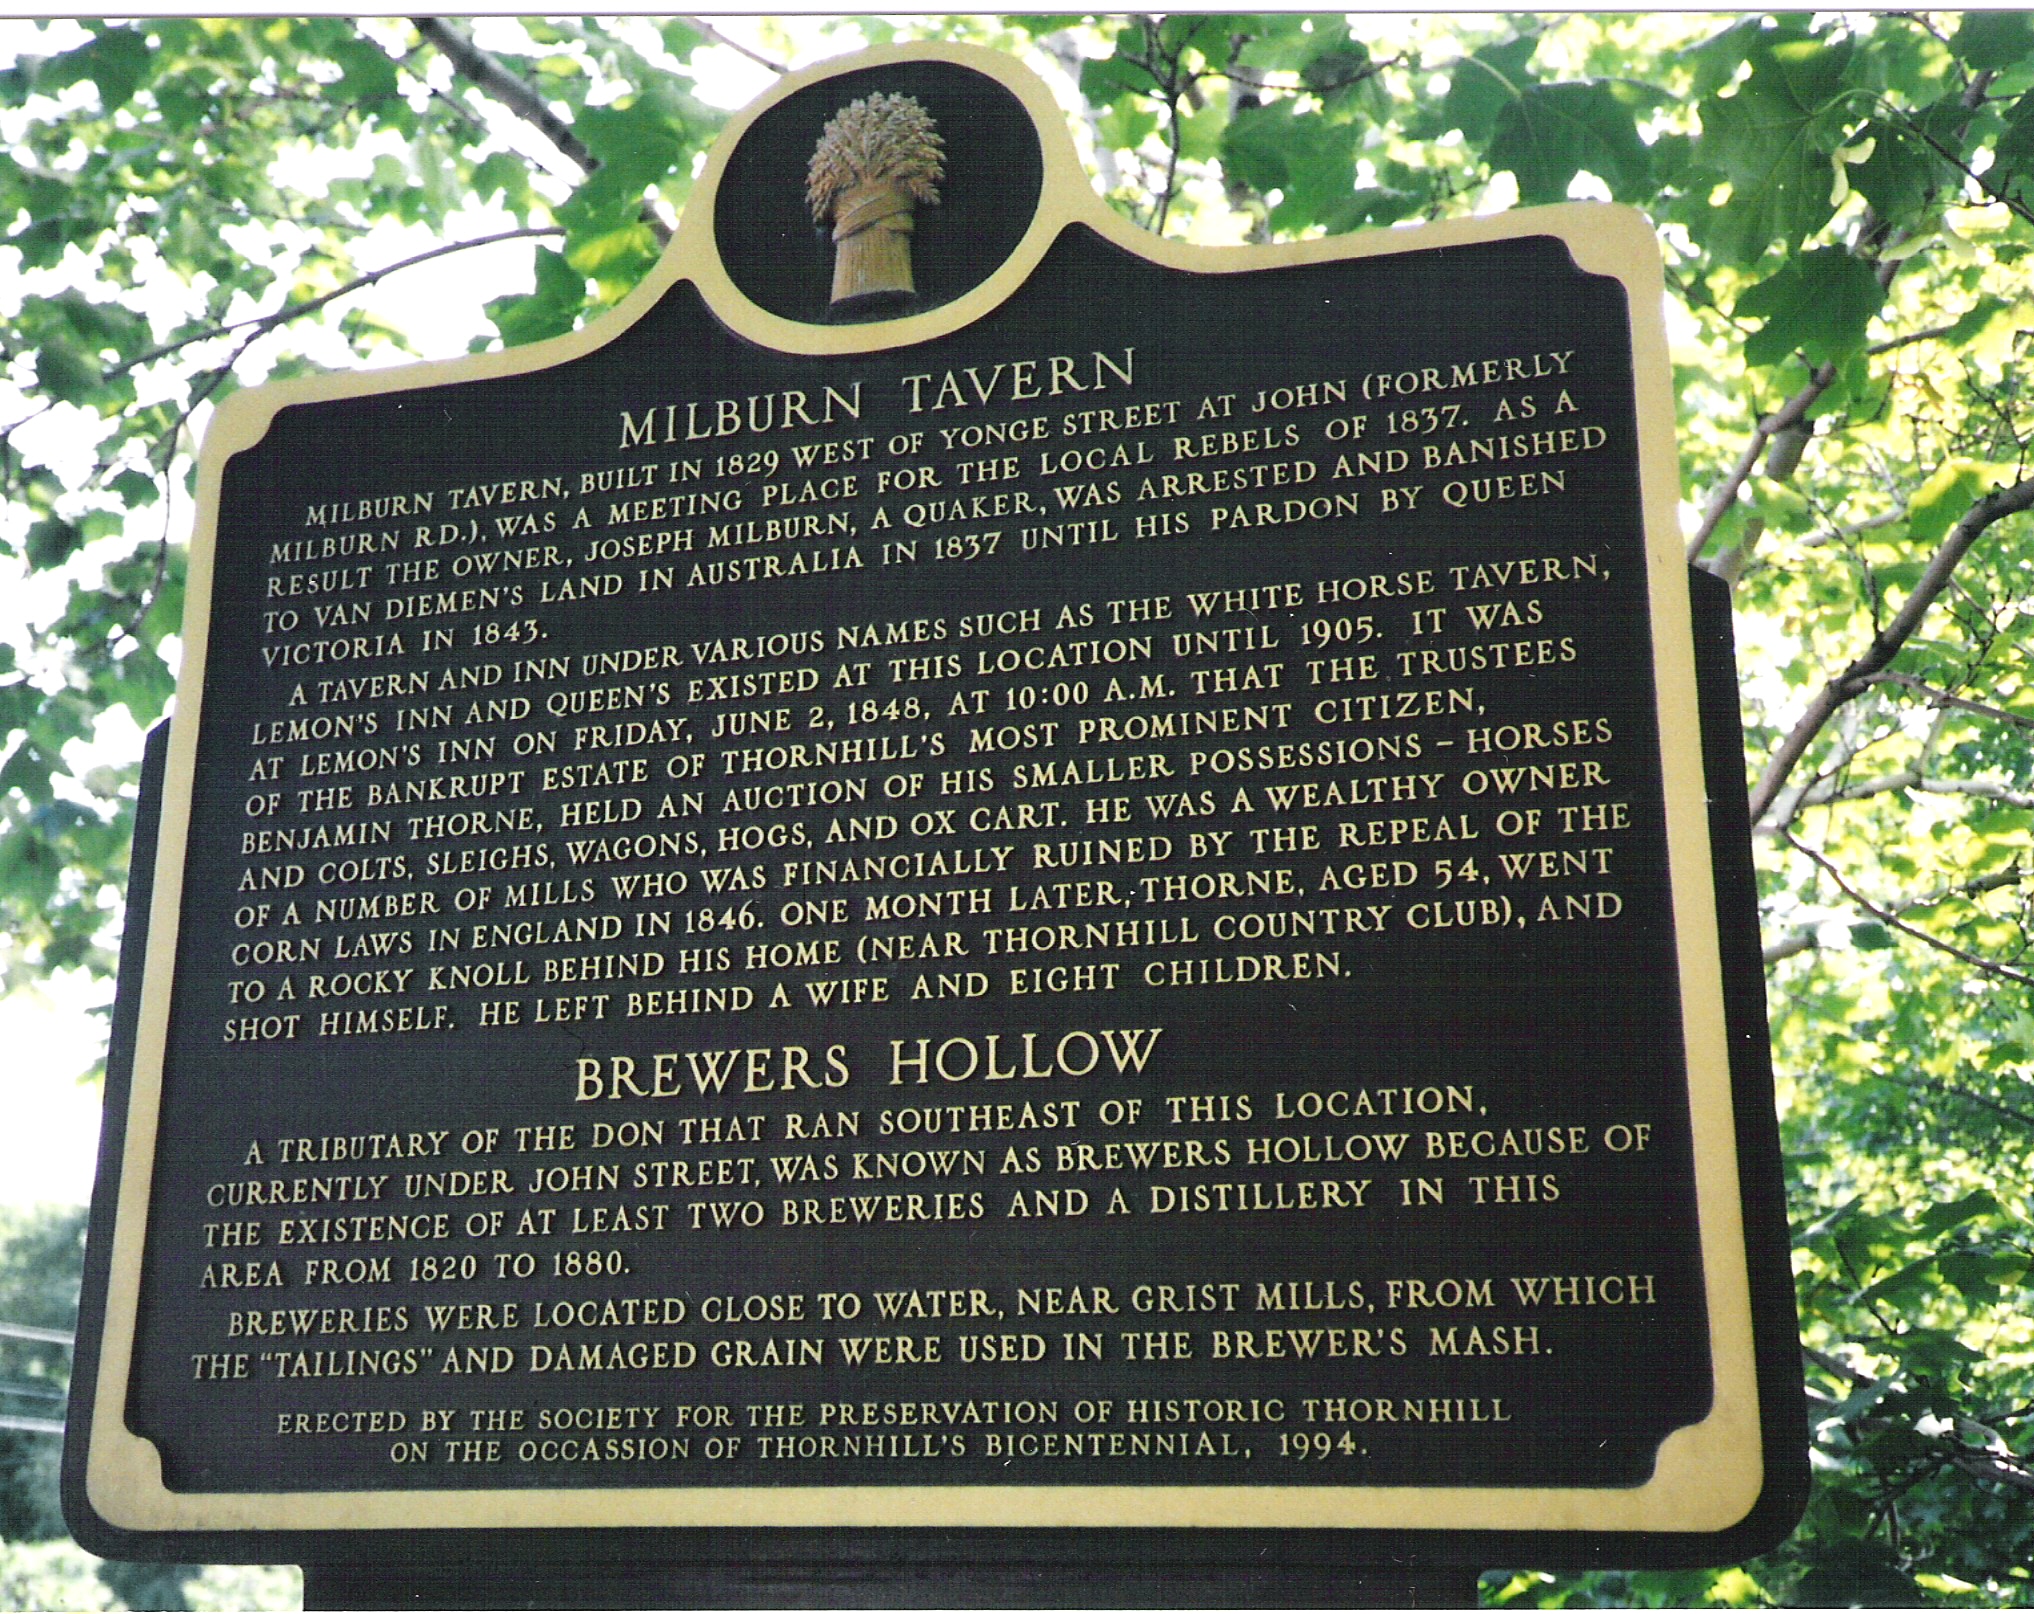 MILBURN TAVERN
MILBURN TAVERN, BUILT IN 1829 WEST OF YONGE STREET AT JOHN (FORMERLY
MILBURN RD.), WAS A MEETING PLACE FOR THE LOCAL REBELS OF 1837. AS A
RESULT THE OWNER, JOSEPH MILBURN, A QUAKER, WAS ARRESTED AND BANISHED
TO VAN DIEMEN'S LAND IN AUSTRALIA IN 1837 UNTIL HIS PARDON BY QUEEN
VICTORIA IN 1843.
A TAVERN AND INN UNDER VARIOUS NAMES SUCH AS THE WHITE HORSE TAVERN,
LEMON'S INN AND QUEEN'S EXISTED AT THIS LOCATION UNTIL 1905. IT WAS
AT LEMON'S INN ON FRIDAY, JUNE 2, 1848, AT 10:00 A.M. THAT THE TRUSTEES
OF THE BANKRUPT ESTATE OF THORNHILL'S MOST PROMINENT CITIZEN,
BENJAMIN THORNE, HELD AN AUCTION OF HIS SMALLER POSSESSIONS – HORSES
AND COLTS, SLEIGHS, WAGONS, HOGS, AND OX CART. HE WAS A WEALTHY OWNER
OF A NUMBER OF MILLS WHO WAS FINANCIALLY RUINED BY THE REPEAL OF THE
CORN LAWS IN ENGLAND IN 1846. ONE MONTH LATER, THORNE, AGED 54, WENT
TO A ROCKY KNOLL BEHIND HIS HOME (NEAR THORNHILL COUNTRY CLUB), AND
SHOT HIMSELF. HE LEFT BEHIND A WIFE AND EIGHT CHILDREN.
BREWERS HOLLOW
A TRIBUTARY OF THE DON THAT RAN SOUTHEAST OF THIS LOCATION,
CURRENTLY UNDER JOHN STREET, WAS KNOWN AS BREWERS HOLLOW BECAUSE OF
THE EXISTENCE OF AT LEAST TWO BREWERIES AND A DISTILLERY IN THIS
AREA FROM 1820 TO 1880.
BREWERIES WERE LOCATED CLOSE TO WATER, NEAR GRIST MILLS, FROM WHICH
THE "TAILINGS" AND DAMAGED GRAIN WERE USED IN THE BREWER'S MASH.
ERECTED BY THE SOCIETY FOR THE PRESERVATION OF HISTORIC THORNHILL
ON THE OCCASSION OF THORNHILL'S BICENTENNIAL, 1994.